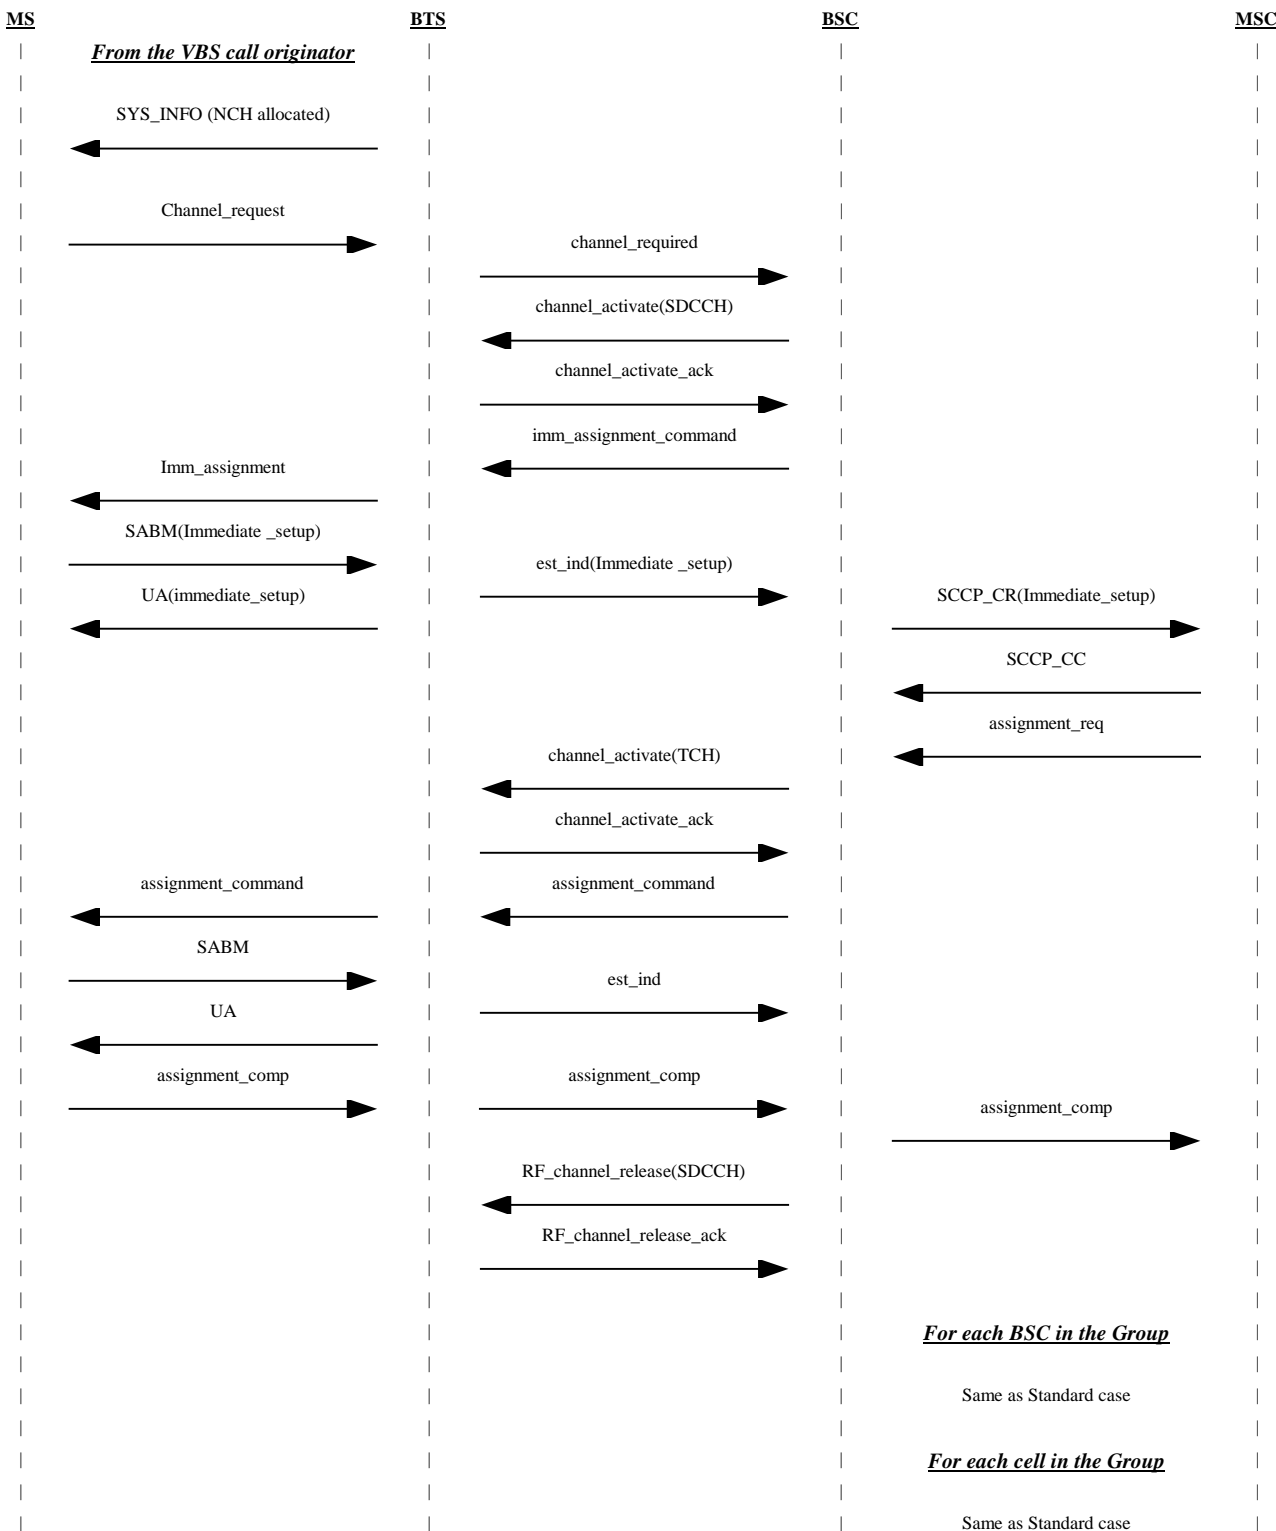 MS BTS BSC MSC
From the VBS call originator
SYS_INFO (NCH allocated)
Channel_request
channel_required
channel_activate(SDCCH)
channel_activate_ack
imm_assignment_command
Imm_assignment
SABM(Immediate _setup)
est_ind(Immediate _setup)
UA(immediate_setup) SCCP_CR(Immediate_setup)
SCCP_CC
assignment_req
channel_activate(TCH)
channel_activate_ack
assignment_command assignment_command
SABM
est_ind
UA
assignment_comp assignment_comp
assignment_comp
RF_channel_release(SDCCH)
RF_channel_release_ack
For each BSC in the Group
Same as Standard case
For each cell in the Group
Same as Standard case